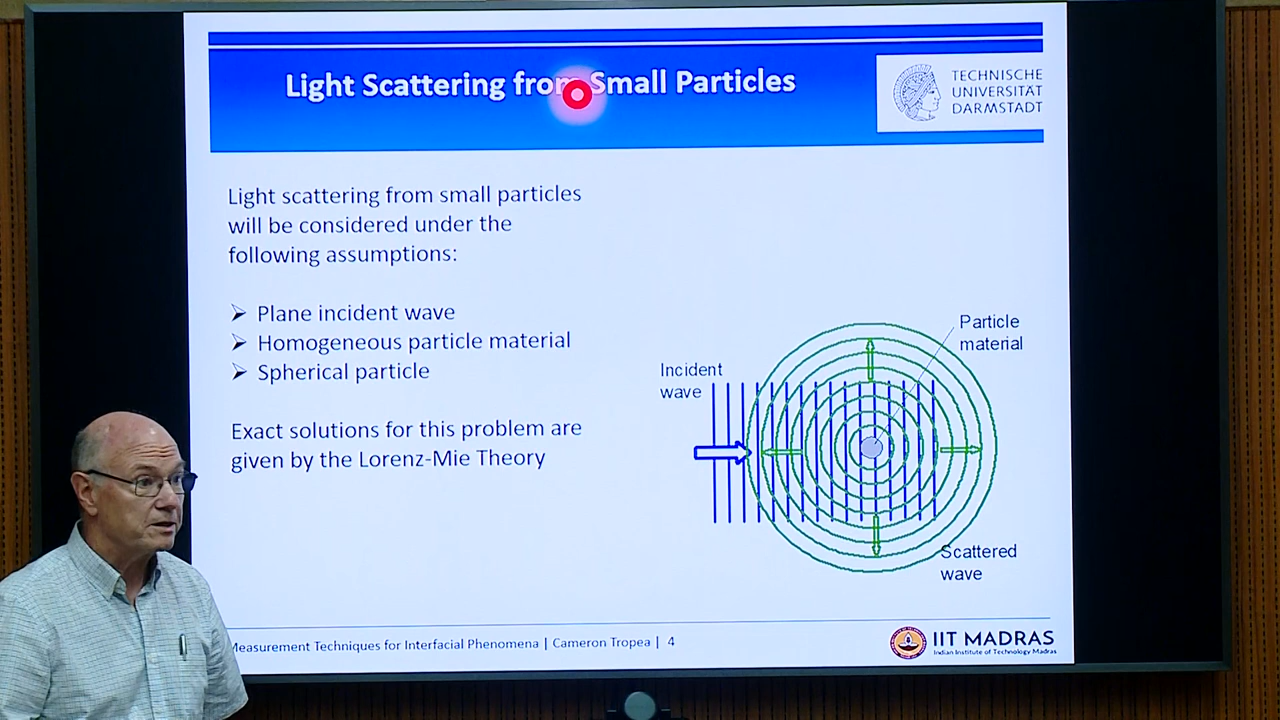 Light Scattering from Small Particles
TECHNISCHE
UNIVERSITÄT
DARMSTADT
Light scattering from small particles
will be considered under the
following assumptions:
Plane incident wave
Homogeneous particle material
Spherical particle
Exact solutions for this problem are
given by the Lorenz-Mie Theory
Incident
wave
Particle
material
Scattered
wave
Measurement Techniques for Interfacial Phenomena | Cameron Tropea | 4
IIT MADRAS
Indian Institute of Technology Madras